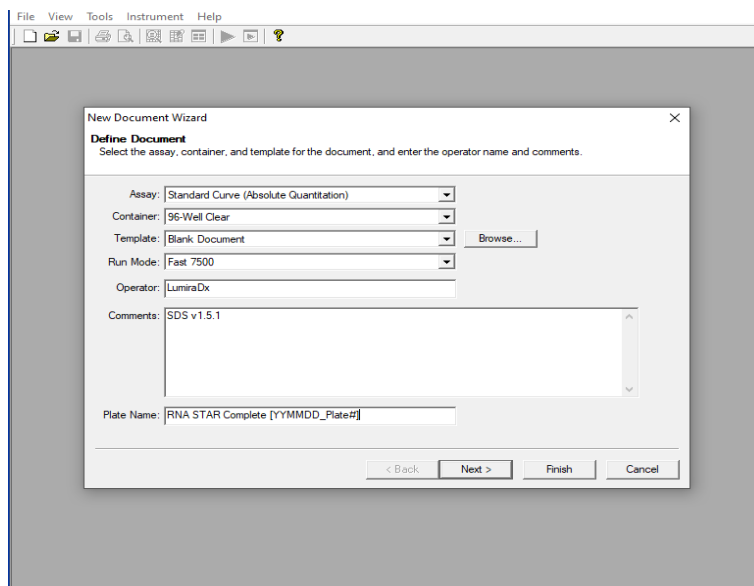 File View Tools Instrument Help
New Document Wizard
Define Document
Select the assay, container, and template for the document, and enter the operator name and comments.
Assay: Standard Curve (Absolute Quantitation)
Container: 96-Well Clear
Template: Blank Document Browse...
Run Mode: Fast 7500
Operator: LumiraDx
Comments: SDS v1.5.1
Plate Name: RNA STAR Complete [YYMMDD_Plate#]
< Back Next > Finish Cancel